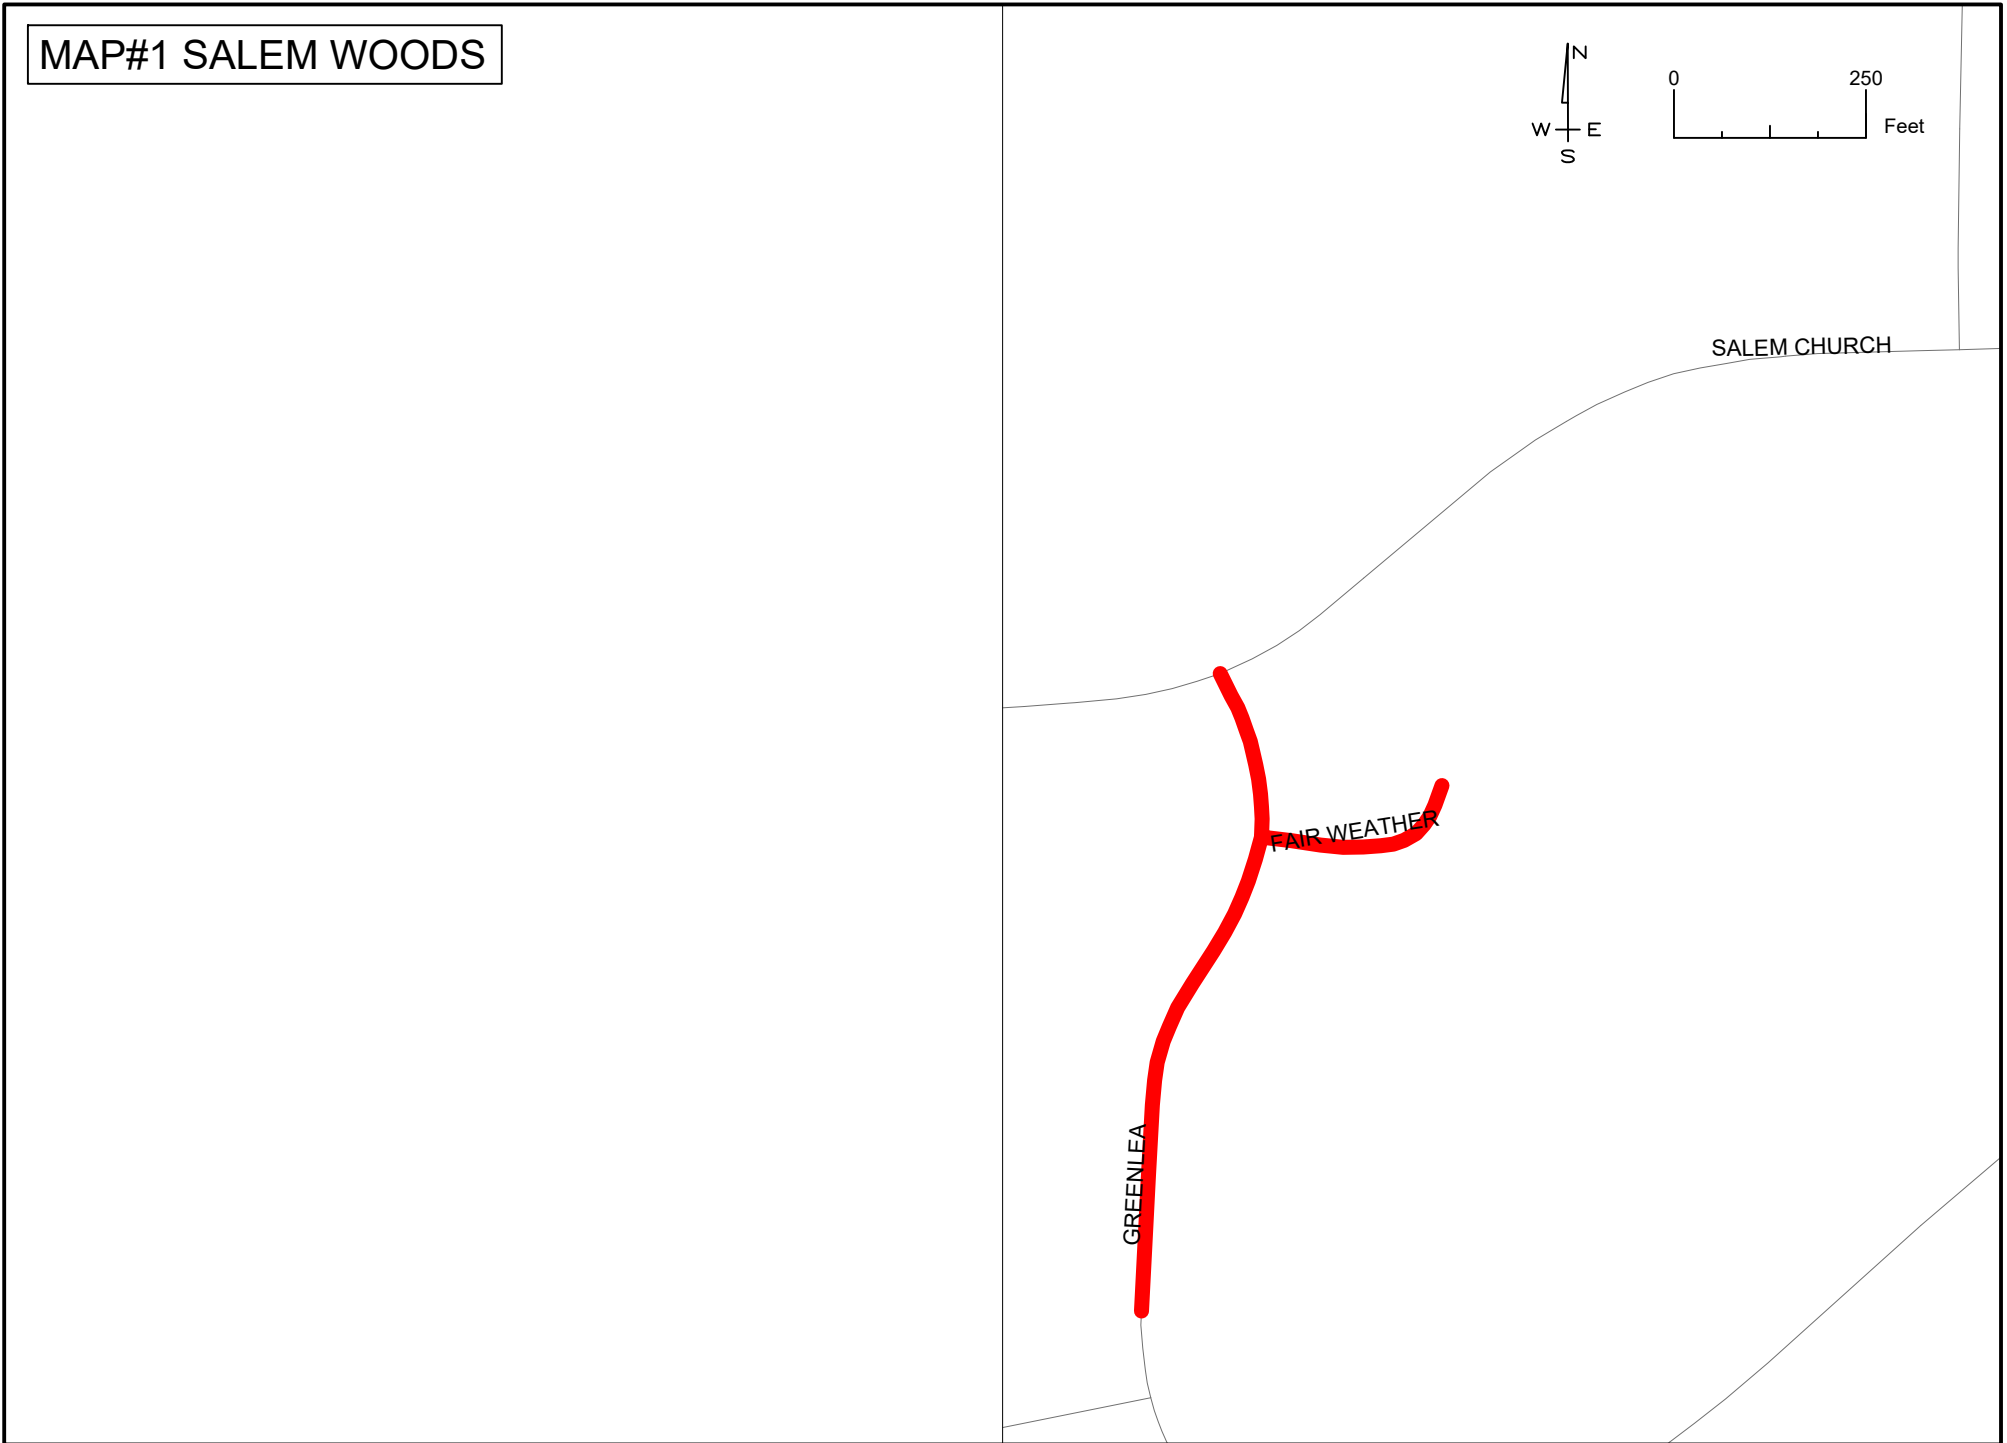 MAP#1 SALEM WOODS
N
W E
S
0 250
Feet
SALEM CHURCH
FAIR WEATHER
GREENLEA